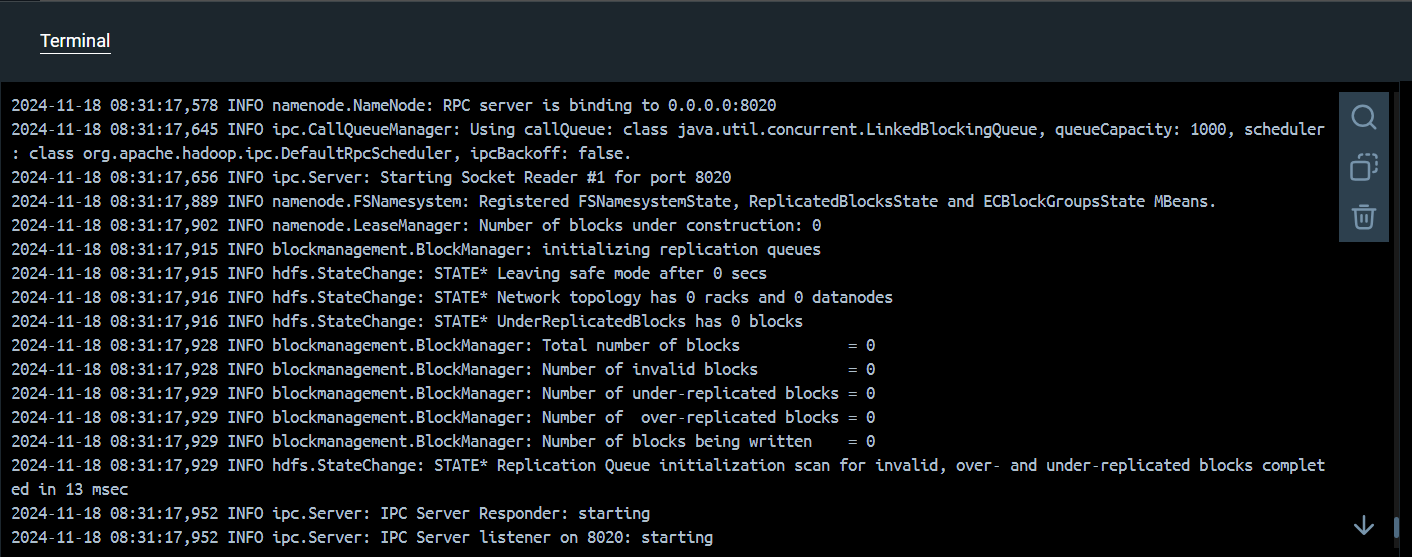 Terminal
2024-11-18 08:31:17,578 INFO namenode.NameNode: RPC server is binding to 0.0.0.0:8020
2024-11-18 08:31:17,645 INFO ipc.CallQueueManager: Using callQueue: class java.util.concurrent.LinkedBlockingQueue, queueCapacity: 1000, scheduler
: class org.apache.hadoop.ipc.DefaultRpcScheduler, ipcBackoff: false.
2024-11-18 08:31:17,656 INFO ipc.Server: Starting Socket Reader #1 for port 8020
2024-11-18 08:31:17,889 INFO namenode.FSNamesystem: Registered FSNamesystemState, ReplicatedBlocksState and ECBlockGroupsState MBeans.
2024-11-18 08:31:17,902 INFO namenode.LeaseManager: Number of blocks under construction: 0
2024-11-18 08:31:17,915 INFO blockmanagement.BlockManager: initializing replication queues
2024-11-18 08:31:17,915 INFO hdfs.StateChange: STATE* Leaving safe mode after 0 secs
2024-11-18 08:31:17,916 INFO hdfs.StateChange: STATE* Network topology has 0 racks and 0 datanodes
2024-11-18 08:31:17,916 INFO hdfs.StateChange: STATE* UnderReplicatedBlocks has 0 blocks
2024-11-18 08:31:17,928 INFO blockmanagement.BlockManager: Total number of blocks            = 0
2024-11-18 08:31:17,928 INFO blockmanagement.BlockManager: Number of invalid blocks          = 0
2024-11-18 08:31:17,929 INFO blockmanagement.BlockManager: Number of under-replicated blocks = 0
2024-11-18 08:31:17,929 INFO blockmanagement.BlockManager: Number of  over-replicated blocks = 0
2024-11-18 08:31:17,929 INFO blockmanagement.BlockManager: Number of blocks being written    = 0
2024-11-18 08:31:17,929 INFO hdfs.StateChange: STATE* Replication Queue initialization scan for invalid, over- and under-replicated blocks complet
ed in 13 msec
2024-11-18 08:31:17,952 INFO ipc.Server: IPC Server Responder: starting
2024-11-18 08:31:17,952 INFO ipc.Server: IPC Server listener on 8020: starting